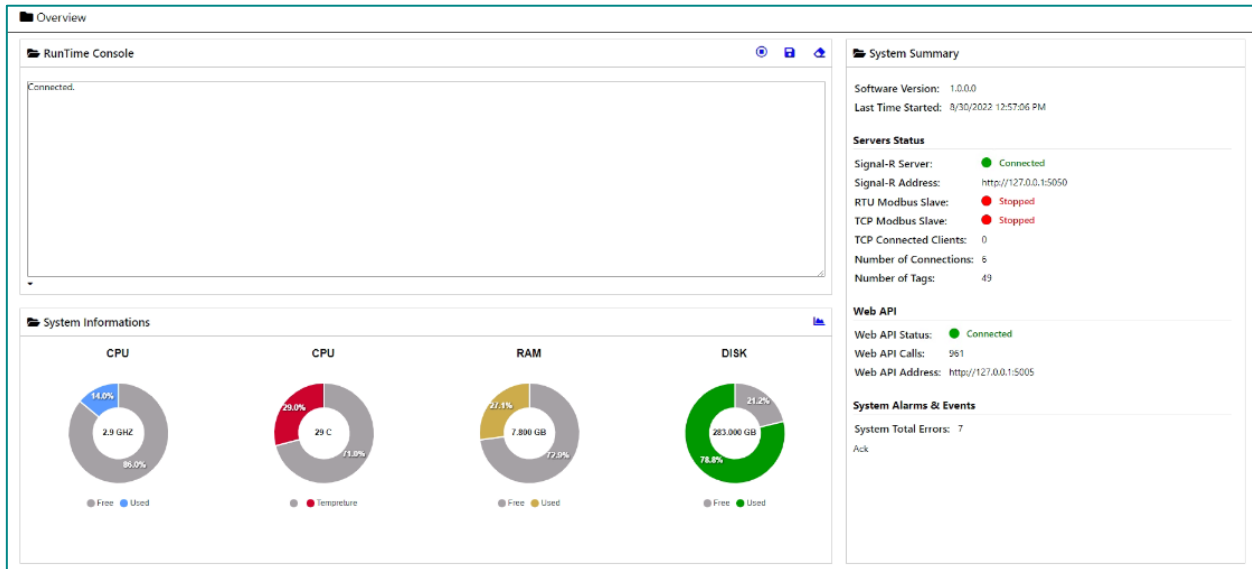 Overview
RunTime Console
Connected.
System Informations
CPU
14.0%
2.9 GHZ
86.0%
Free Used
CPU
29.0%
29 C
71.0%
Tempreture
RAM
27.1%
7.800 GB
72.9%
Free Used
DISK
21.2%
283.000 GB
78.8%
Free Used
System Summary
Software Version: 1.0.0.0
Last Time Started: 8/30/2022 12:57:06 PM
Servers Status
Signal-R Server: Connected
Signal-R Address: http://127.0.0.1:5050
RTU Modbus Slave: Stopped
TCP Modbus Slave: Stopped
TCP Connected Clients: 0
Number of Connections: 6
Number of Tags: 49
Web API
Web API Status: Connected
Web API Calls: 961
Web API Address: http://127.0.0.1:5005
System Alarms & Events
System Total Errors: 7
Ack